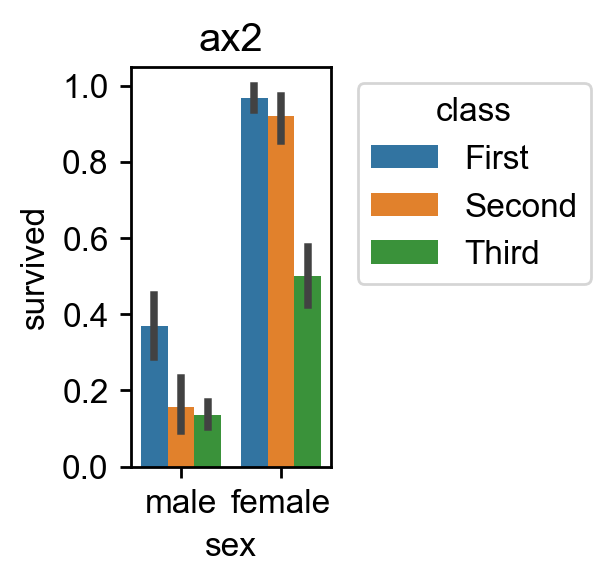 ax2
survived
1.0
0.8
0.6
0.4
0.2
0.0
male female
sex
class
First
Second
Third